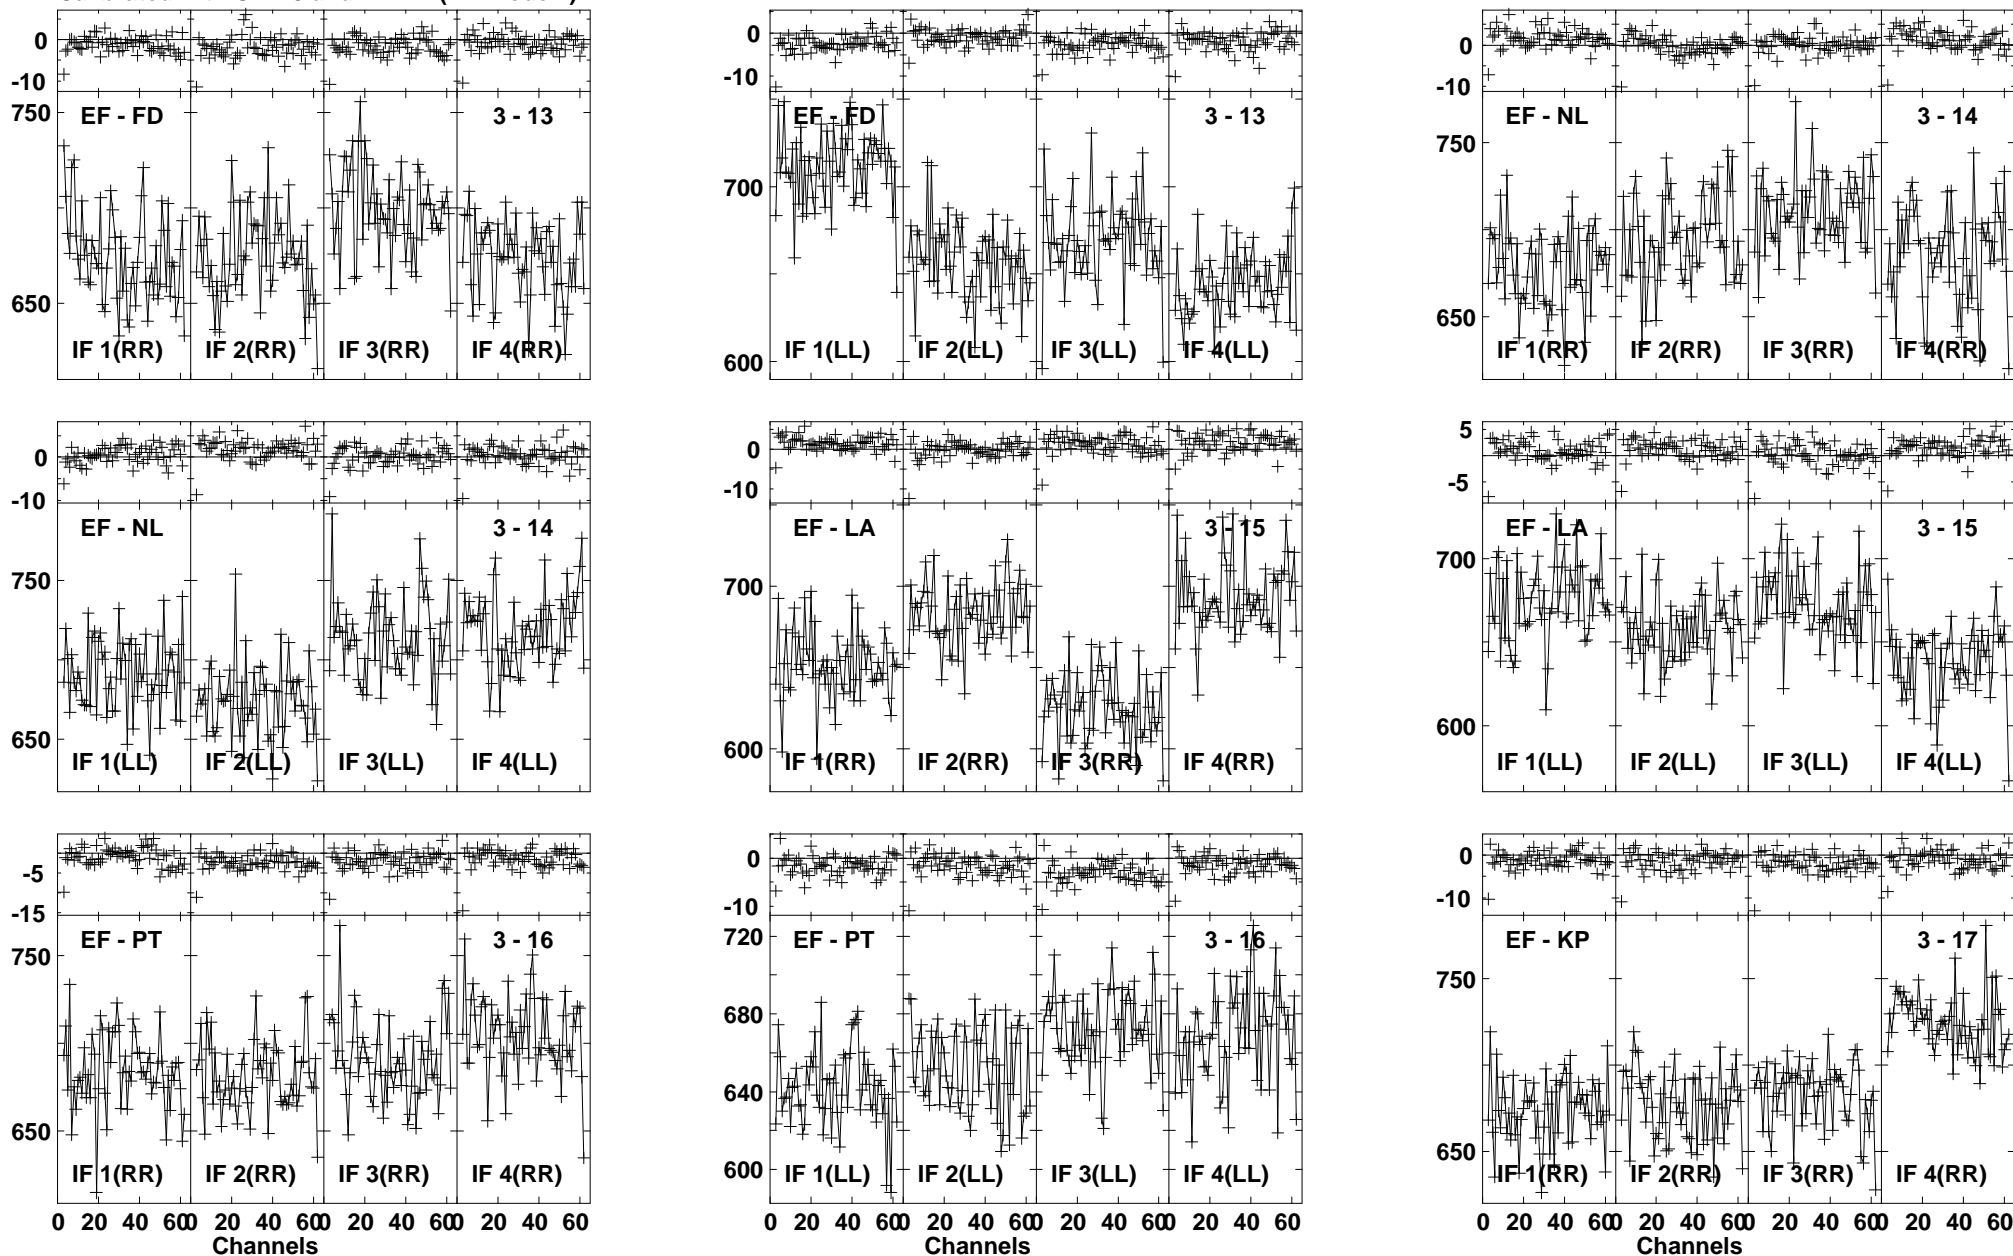 0 0 0
-10 -10 -10
EF - FD 3 - 13 EF - FD 3 - 13 EF - NL 3 - 14
750 700 750
650 600 650
IF 1(RR) IF 2(RR) IF 3(RR) IF 4(RR) IF 1(LL) IF 2(LL) IF 3(LL) IF 4(LL) IF 1(RR) IF 2(RR) IF 3(RR) IF 4(RR)
0 0 5
-10 -10 -5
EF - NL 3 - 14 EF - LA 3 - 15 EF - LA 3 - 15
750 700 700
650 600 600
IF 1(LL) IF 2(LL) IF 3(LL) IF 4(LL) IF 1(RR) IF 2(RR) IF 3(RR) IF 4(RR) IF 1(LL) IF 2(LL) IF 3(LL) IF 4(LL)
-5 0 0
-15 -10 -10
EF - PT 3 - 16 EF - PT 3 - 16 EF - KP 3 - 17
750 720 750
680
640
650 600 650
IF 1(RR) IF 2(RR) IF 3(RR) IF 4(RR) IF 1(LL) IF 2(LL) IF 3(LL) IF 4(LL) IF 1(RR) IF 2(RR) IF 3(RR) IF 4(RR)
0 20 40 60 0 20 40 60 0 20 40 60 0 20 40 60 0 20 40 60 0 20 40 60 0 20 40 60 0 20 40 60 0 20 40 60 0 20 40 60 0 20 40 60 0 20 40 60
Channels Channels Channels